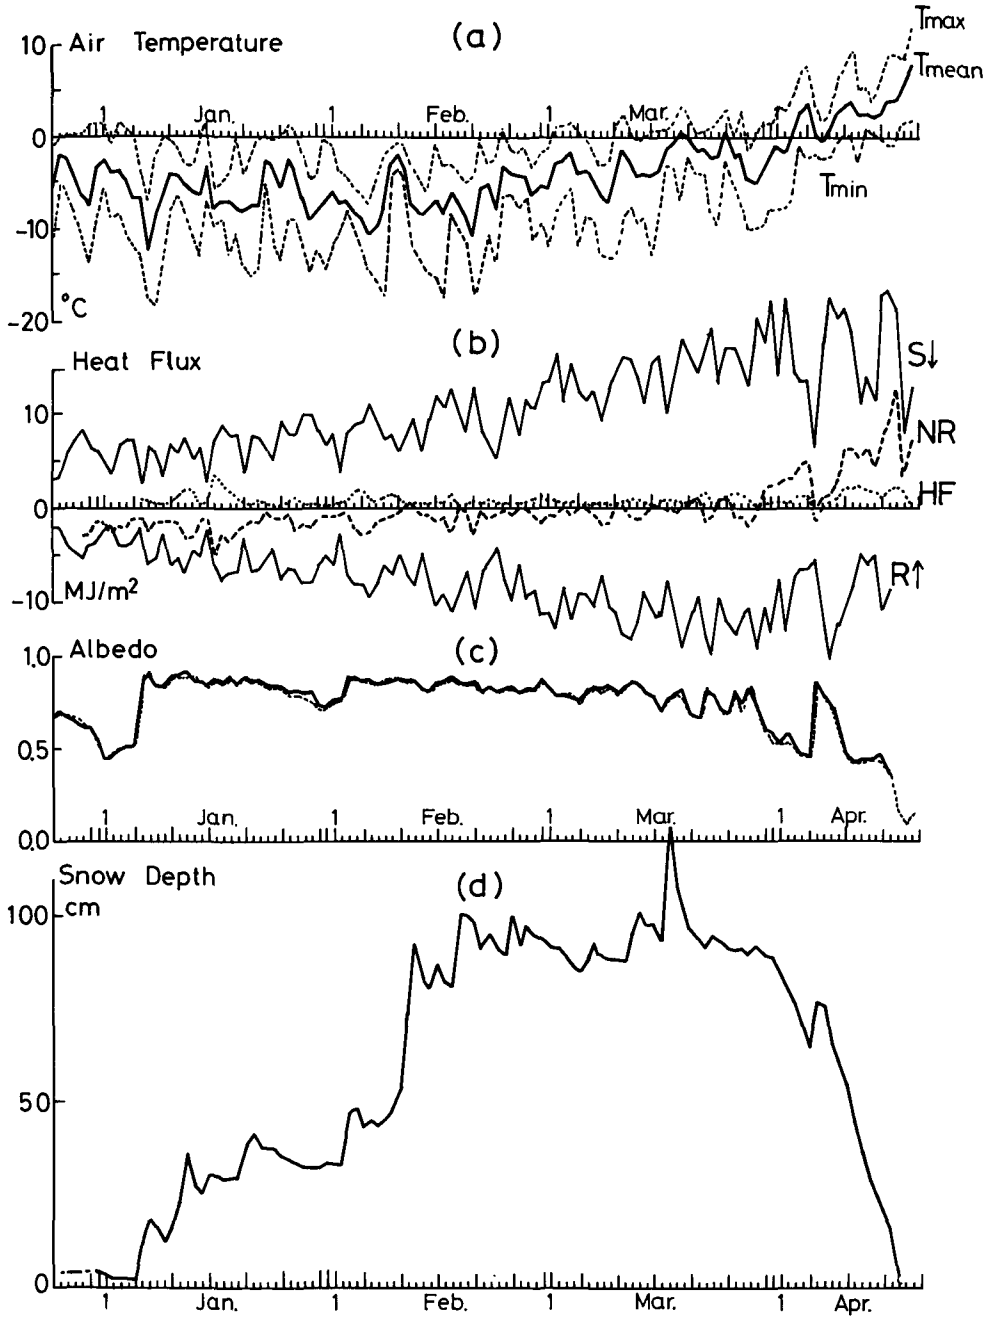 (a)
Air Temperature
Tmax
Tmean
Tmin
10
0
-10
-20
°C
1 Jan. 1 Feb. 1 Mar. 1
(b)
Heat Flux
S↓
NR
HF
R↑
10
0
-10
MJ/m²
(c)
Albedo
1.0
0.5
0.0
1 Jan. 1 Feb. 1 Mar. 1 Apr.
(d)
Snow Depth
cm
100
50
0
1 Jan. 1 Feb. 1 Mar. 1 Apr.